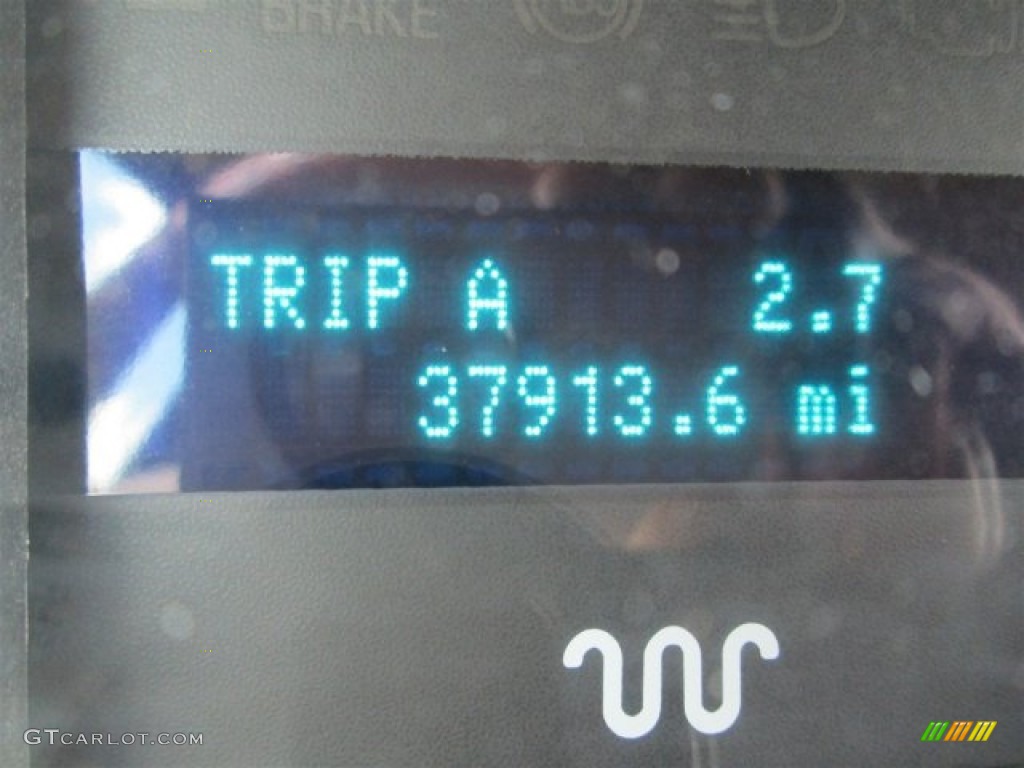 BRAKE
TRIP A 2.7
37913.6 mi
GTCARLOT.COM